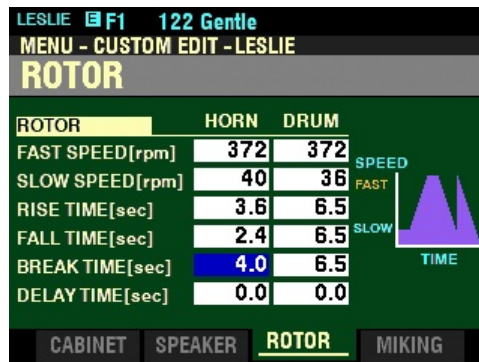 LESLIE E F1 122 Gentle
MENU - CUSTOM EDIT - LESLIE
ROTOR
ROTOR HORN DRUM
FAST SPEED[rpm] 372 372
SLOW SPEED[rpm] 40 36
RISE TIME[sec] 3.6 6.5
FALL TIME[sec] 2.4 6.5
BREAK TIME[sec] 4.0 6.5
DELAY TIME[sec] 0.0 0.0
SPEED
FAST
SLOW
TIME
CABINET SPEAKER ROTOR MIKING